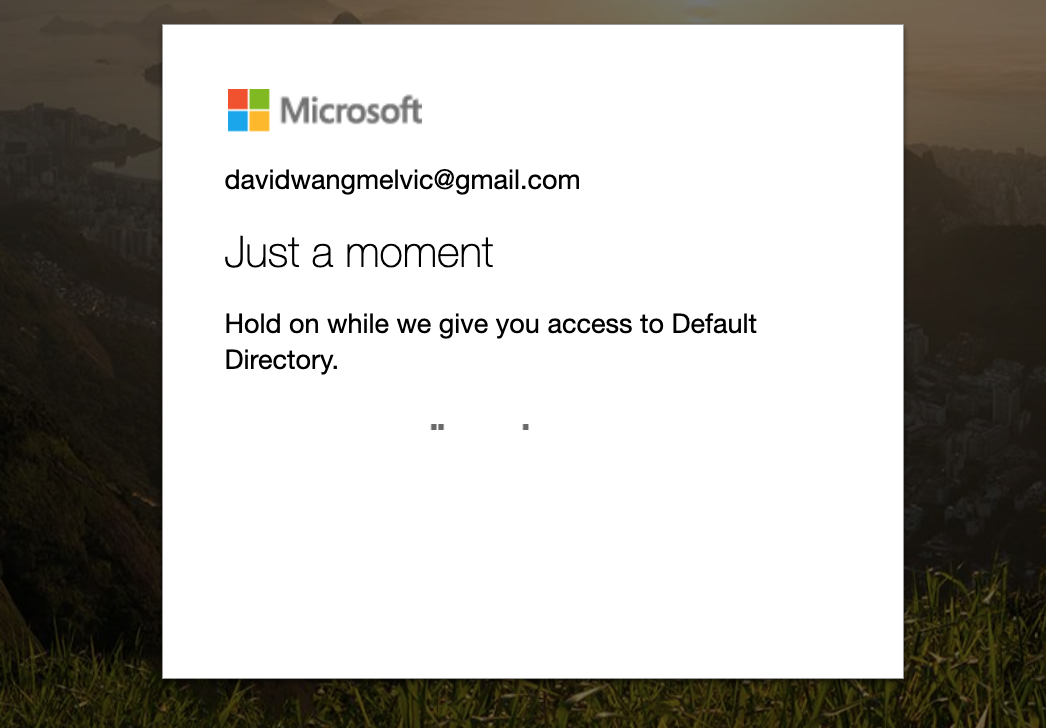 Microsoft
davidwangmelvic@gmail.com
Just a moment
Hold on while we give you access to Default
Directory.